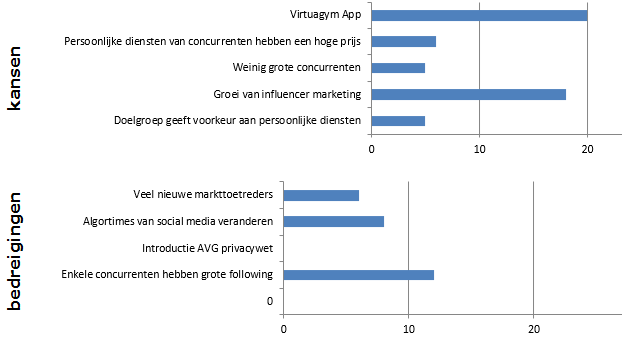 kansen
Virtuagym App
Persoonlijke diensten van concurrenten hebben een hoge prijs
Weinig grote concurrenten
Groei van influencer marketing
Doelgroep geeft voorkeur aan persoonlijke diensten
0 10 20
bedreigingen
Veel nieuwe markttoetreders
Algortimes van social media veranderen
Introductie AVG privacywet
Enkele concurrenten hebben grote following
0
0 10 20